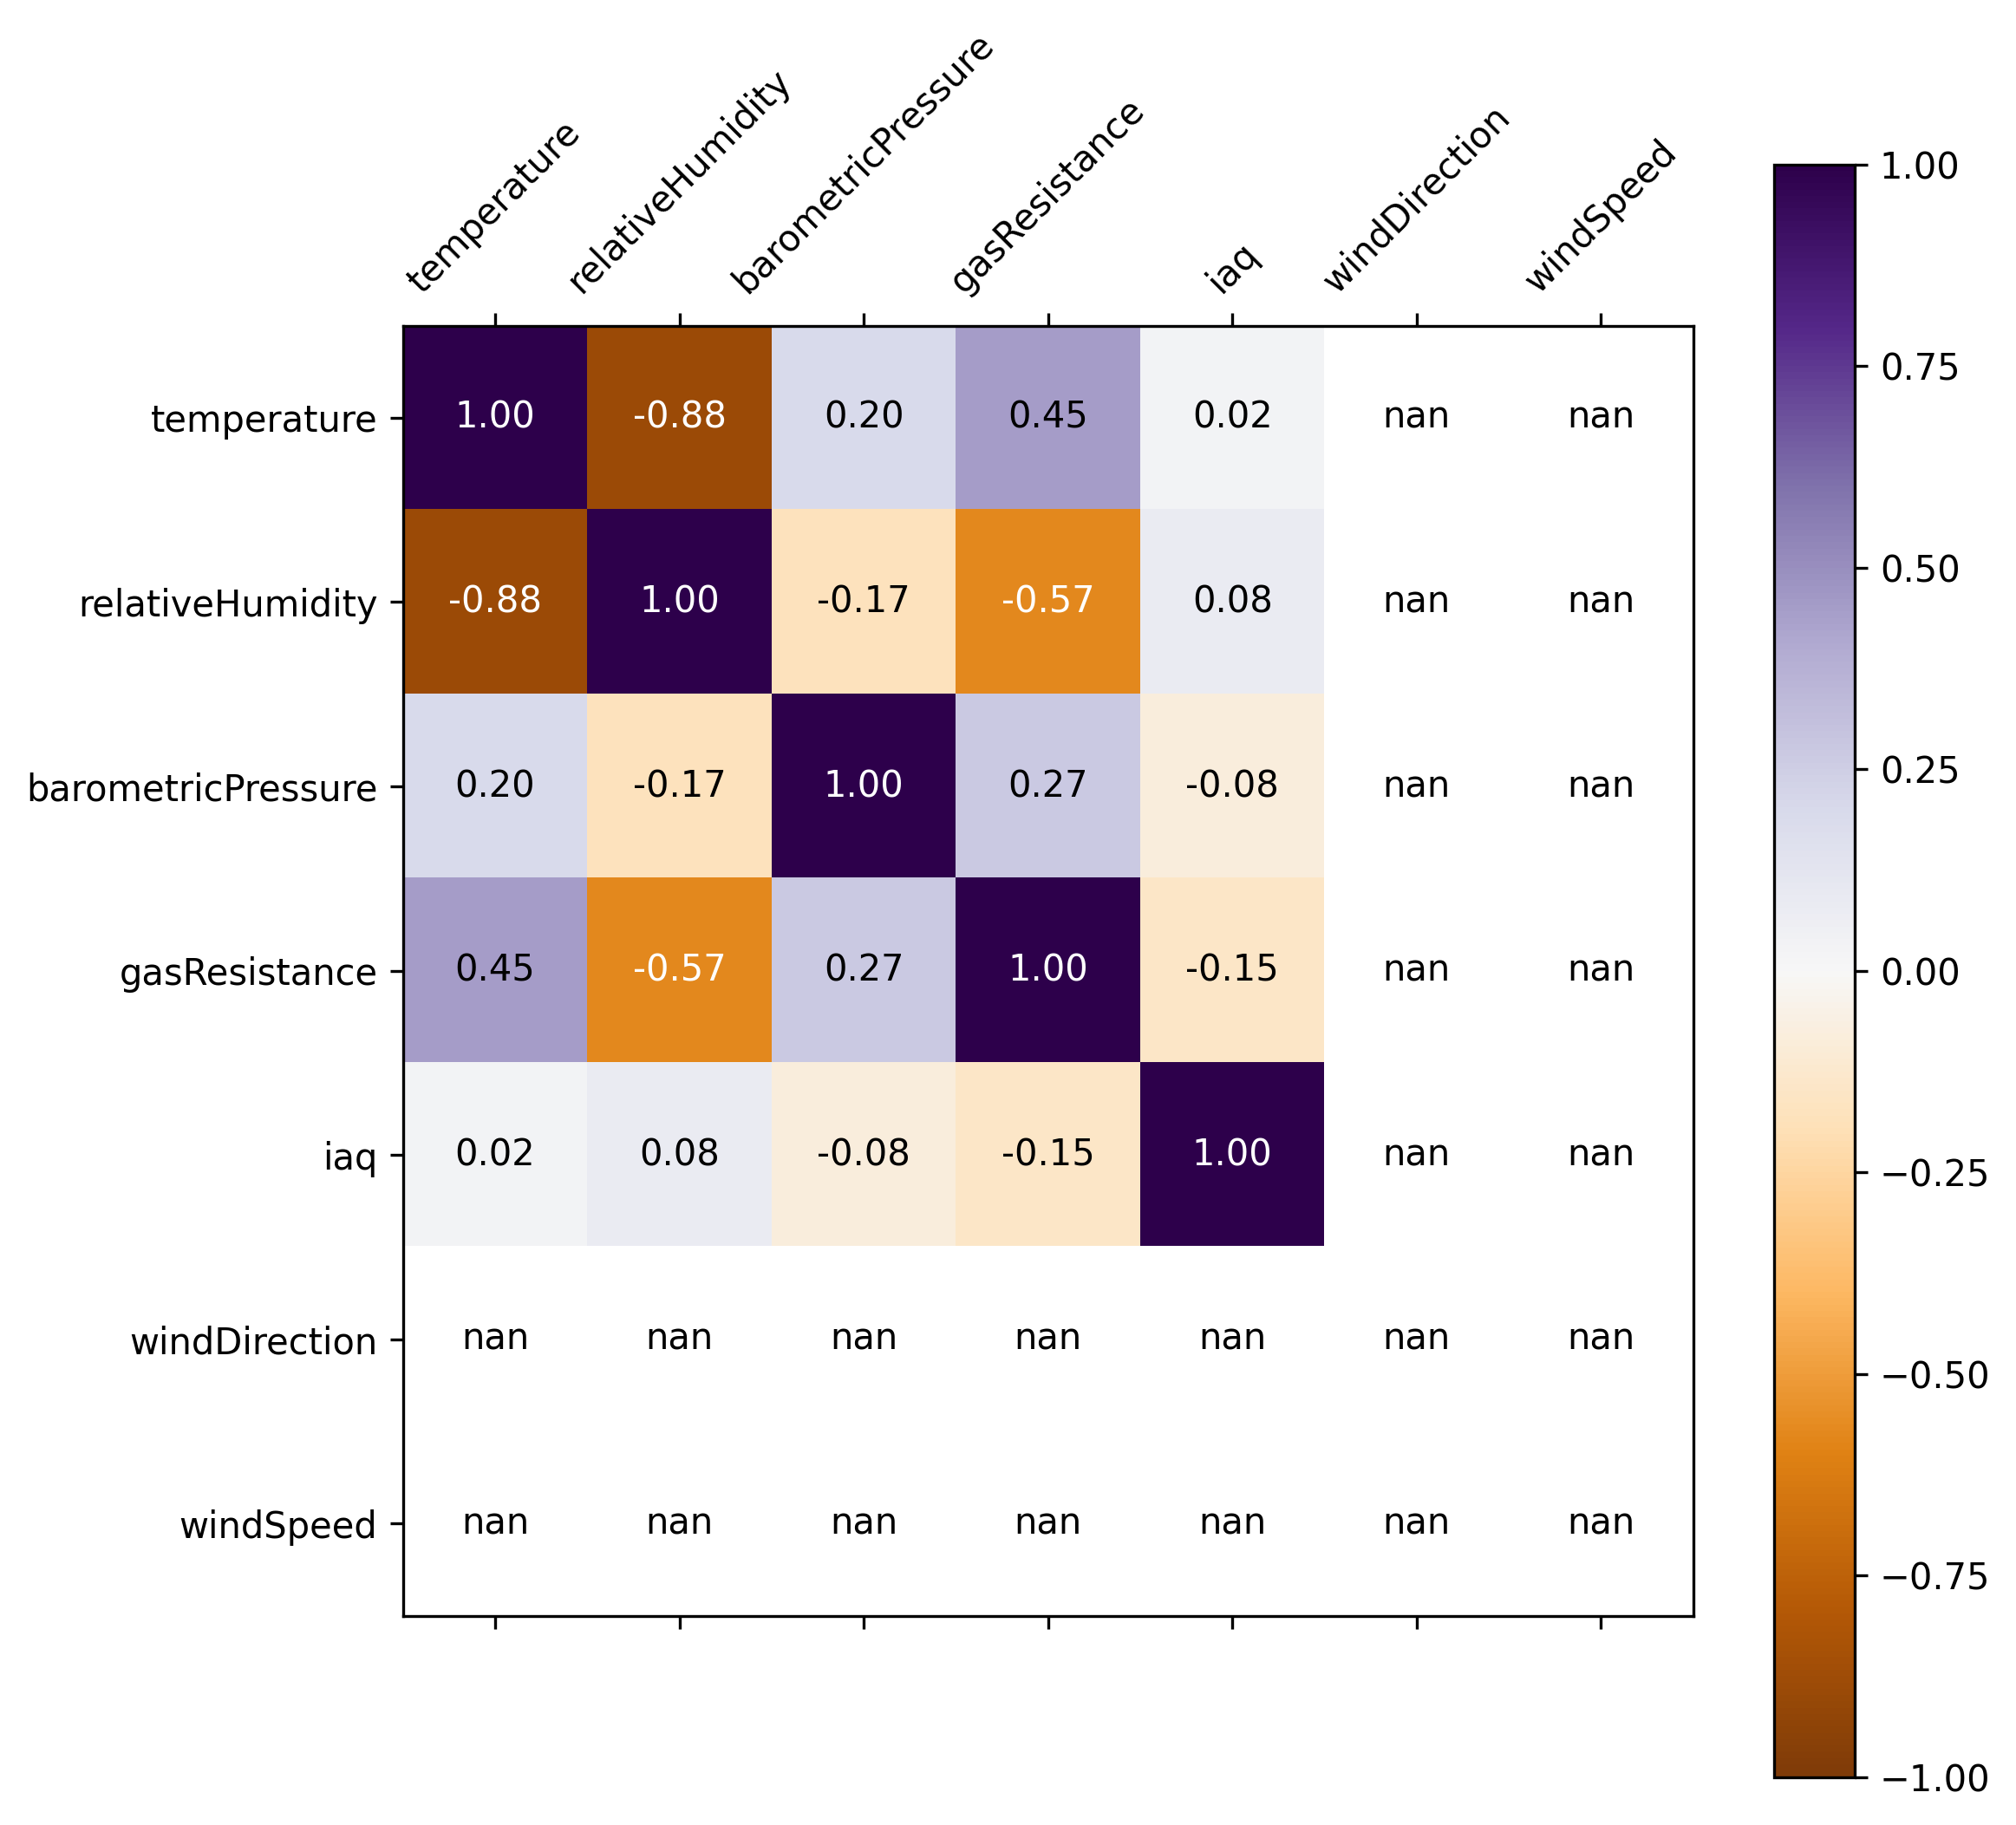 temperature
relativeHumidity
barometricPressure
gasResistance
iaq
windDirection
windSpeed
temperature 1.00 -0.88 0.20 0.45 0.02 nan nan
relativeHumidity -0.88 1.00 -0.17 -0.57 0.08 nan nan
barometricPressure 0.20 -0.17 1.00 0.27 -0.08 nan nan
gasResistance 0.45 -0.57 0.27 1.00 -0.15 nan nan
iaq 0.02 0.08 -0.08 -0.15 1.00 nan nan
windDirection nan nan nan nan nan nan nan
windSpeed nan nan nan nan nan nan nan
1.00
0.75
0.50
0.25
0.00
−0.25
−0.50
−0.75
−1.00